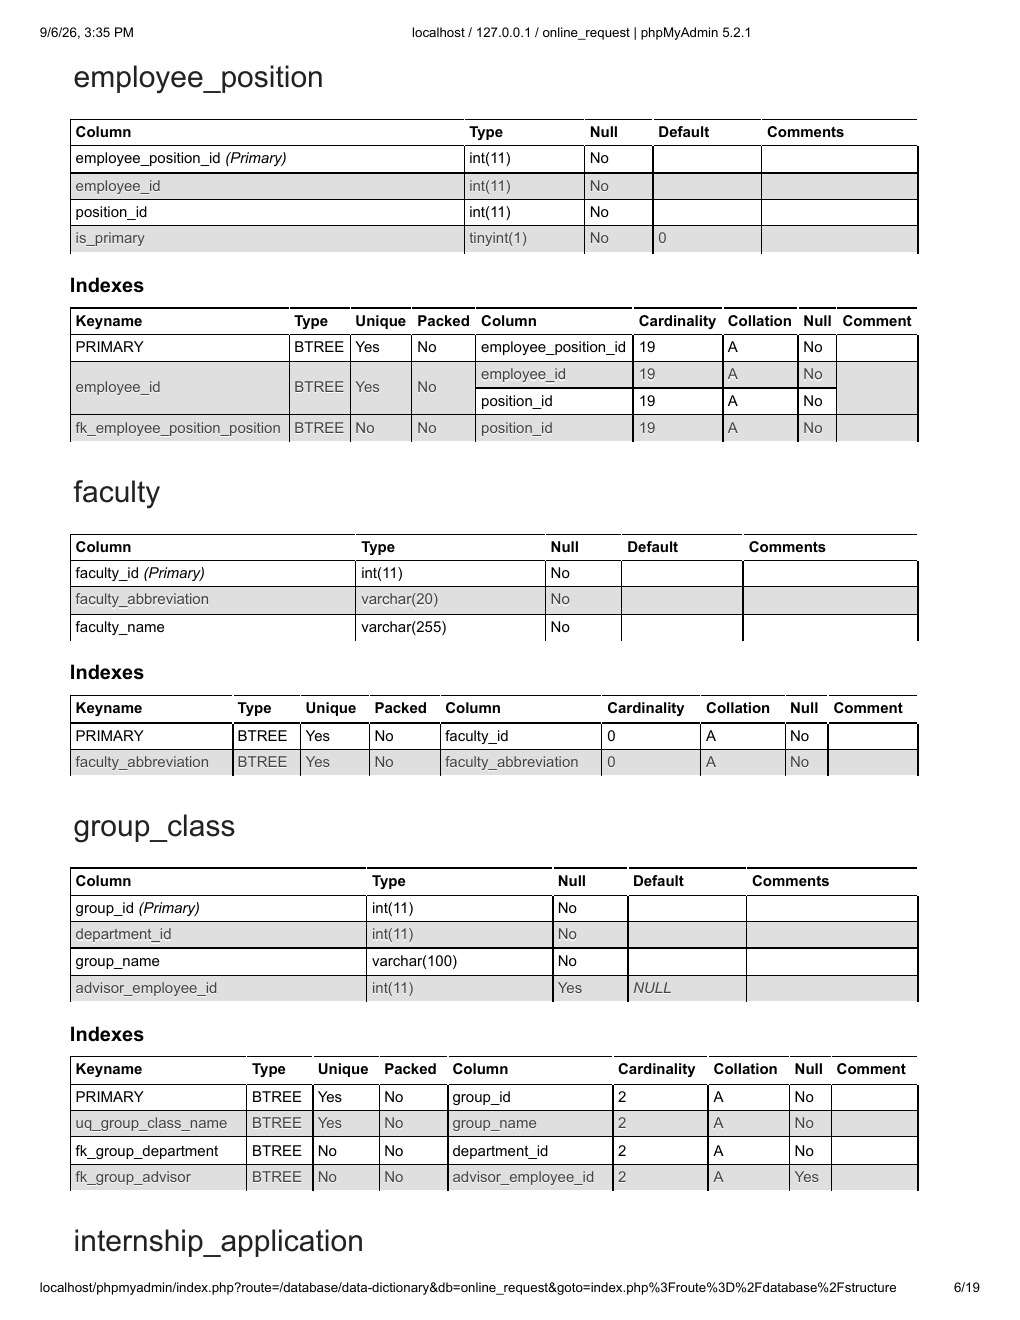 9/6/26, 3:35 PM localhost / 127.0.0.1 / online_request | phpMyAdmin 5.2.1
employee_position
Column Type Null Default Comments
employee_position_id (Primary) int(11) No
employee_id int(11) No
position_id int(11) No
is_primary tinyint(1) No 0
Indexes
Keyname Type Unique Packed Column Cardinality Collation Null Comment
PRIMARY BTREE Yes No employee_position_id 19 A No
employee_id BTREE Yes No employee_id 19 A No
position_id 19 A No
fk_employee_position_position BTREE No No position_id 19 A No
faculty
Column Type Null Default Comments
faculty_id (Primary) int(11) No
faculty_abbreviation varchar(20) No
faculty_name varchar(255) No
Indexes
Keyname Type Unique Packed Column Cardinality Collation Null Comment
PRIMARY BTREE Yes No faculty_id 0 A No
faculty_abbreviation BTREE Yes No faculty_abbreviation 0 A No
group_class
Column Type Null Default Comments
group_id (Primary) int(11) No
department_id int(11) No
group_name varchar(100) No
advisor_employee_id int(11) Yes NULL
Indexes
Keyname Type Unique Packed Column Cardinality Collation Null Comment
PRIMARY BTREE Yes No group_id 2 A No
uq_group_class_name BTREE Yes No group_name 2 A No
fk_group_department BTREE No No department_id 2 A No
fk_group_advisor BTREE No No advisor_employee_id 2 A Yes
internship_application
localhost/phpmyadmin/index.php?route=/database/data-dictionary&db=online_request&goto=index.php%3Froute%3D%2Fdatabase%2Fstructure 6/19